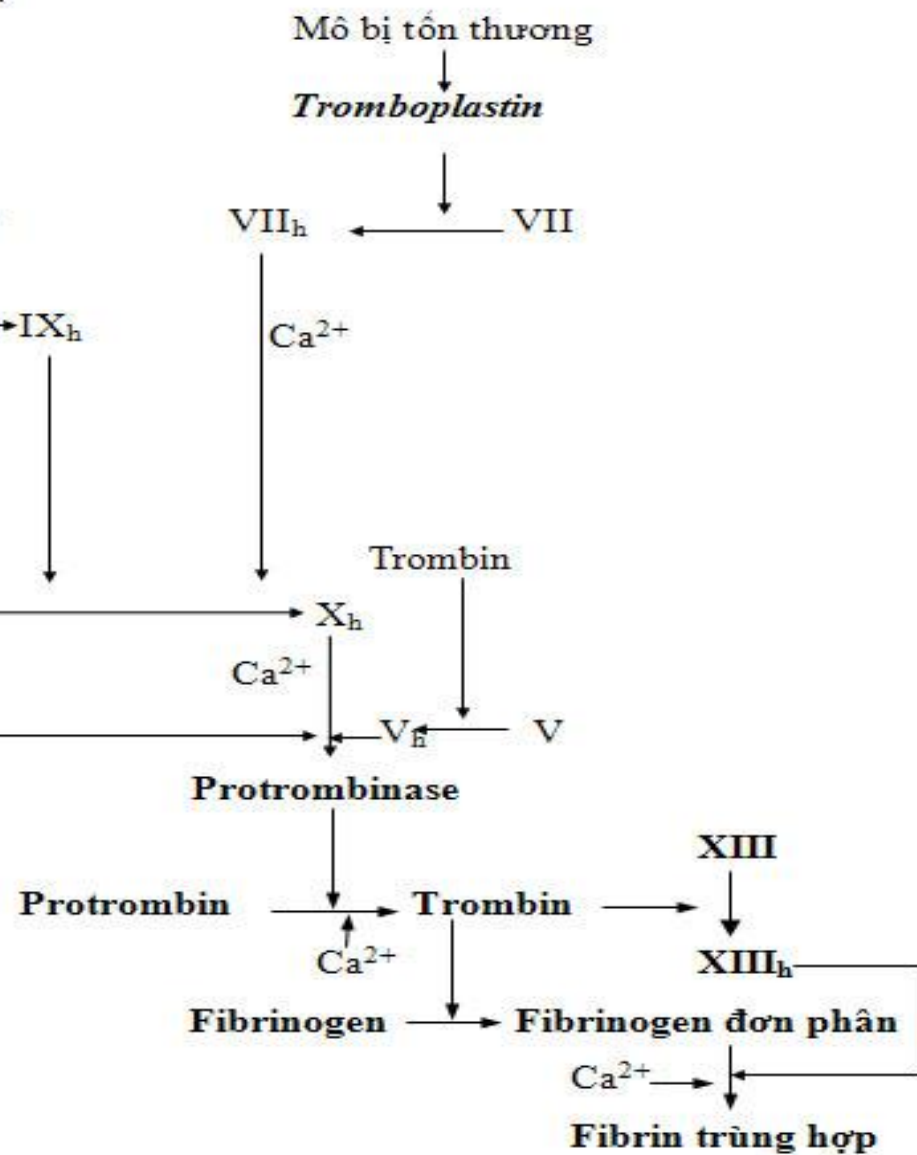 Mô bị tổn thương
Tromboplastin
VIIₕ VII
IXₕ Ca²⁺
Trombin
Xₕ
Ca²⁺
Vₕ V
Protrombinase
XIII
Protrombin Trombin
Ca²⁺ XIIIₕ
Fibrinogen Fibrinogen đơn phân
Ca²⁺
Fibrin trùng hợp